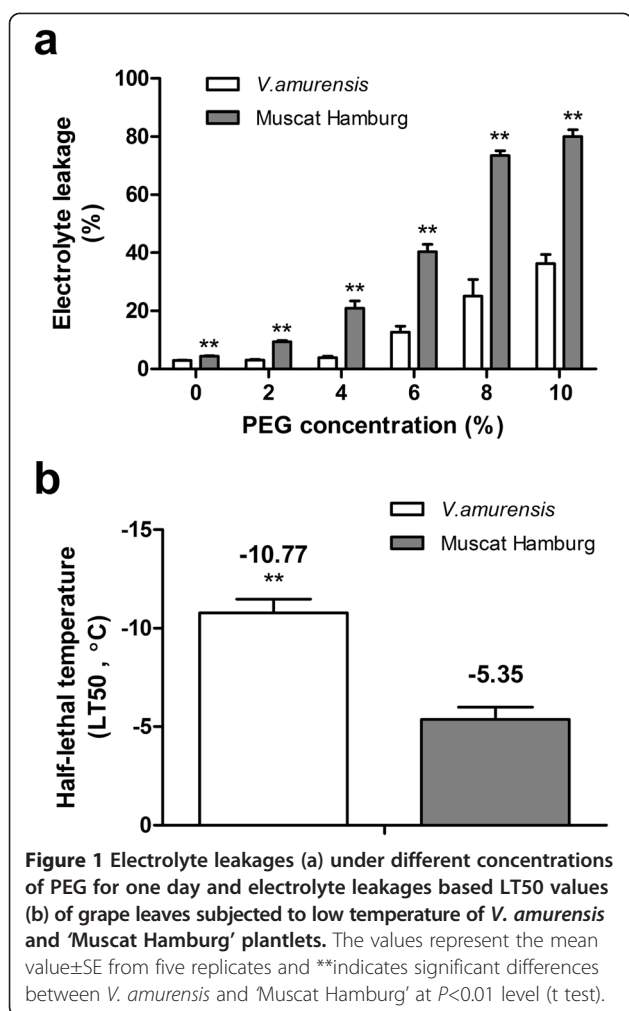 a
V.amurensis
Muscat Hamburg
100
80
60
40
20
0
Electrolyte leakage
(%)
**
**
**
**
**
**
0 2 4 6 8 10
PEG concentration (%)
b
V.amurensis
Muscat Hamburg
-15
-10
-5
0
Half-lethal temperature
(LT50 , °C)
-10.77
**
-5.35
Figure 1 Electrolyte leakages (a) under different concentrations
of PEG for one day and electrolyte leakages based LT50 values
(b) of grape leaves subjected to low temperature of V. amurensis
and ‘Muscat Hamburg’ plantlets. The values represent the mean
value±SE from five replicates and **indicates significant differences
between V. amurensis and ‘Muscat Hamburg’ at P<0.01 level (t test).